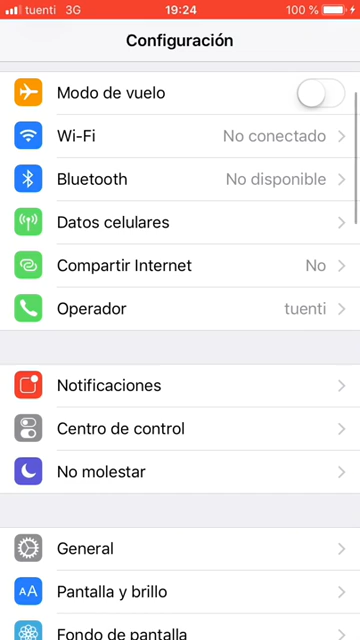 tuenti 3G 19:24 100 %
Configuración
Modo de vuelo
Wi-Fi No conectado
Bluetooth No disponible
Datos celulares
Compartir Internet No
Operador tuenti
Notificaciones
Centro de control
No molestar
General
AA Pantalla y brillo
Fondo de pantalla